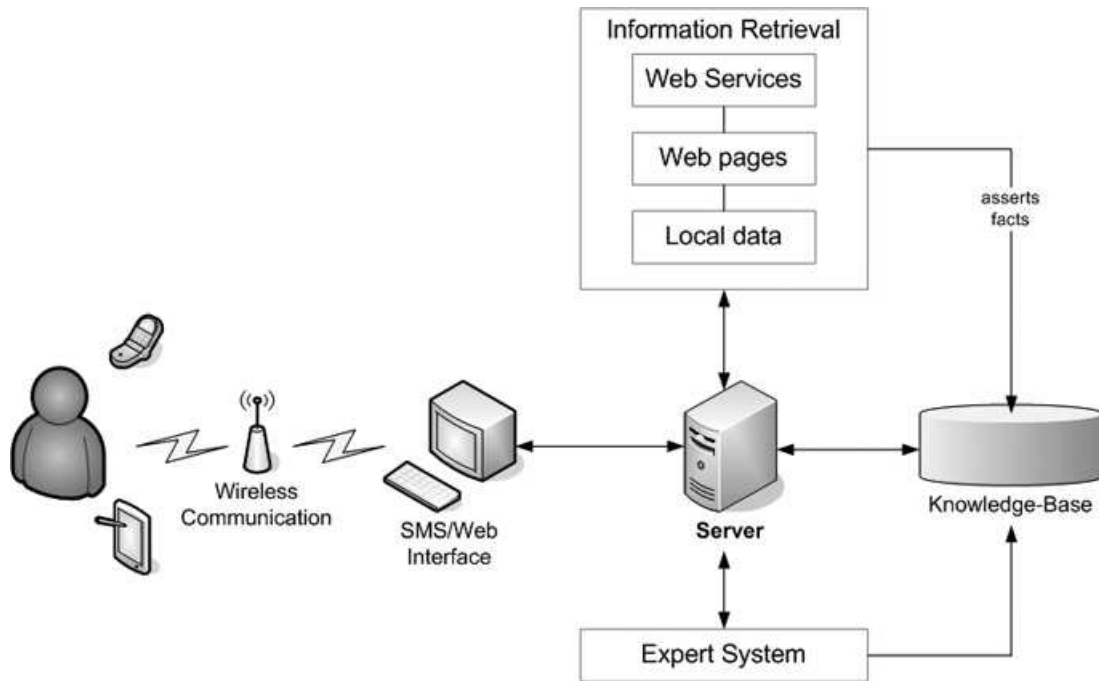 Information Retrieval
Web Services
Web pages
Local data
asserts
facts
Wireless
Communication
SMS/Web
Interface
Server
Knowledge-Base
Expert System